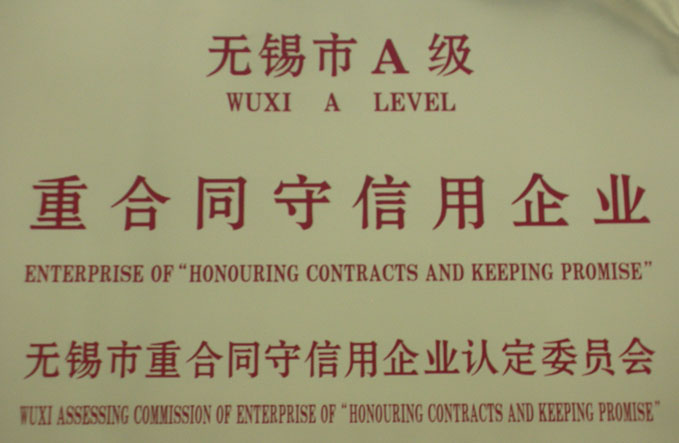 无锡市A级
WUXI A LEVEL
重合同守信用企业
ENTERPRISE OF "HONOURING CONTRACTS AND KEEPING PROMISE"
无锡市重合同守信用企业认定委员会
WUXI ASSESSING COMMISSION OF ENTERPRISE OF "HONOURING CONTRACTS AND KEEPING PROMISE"